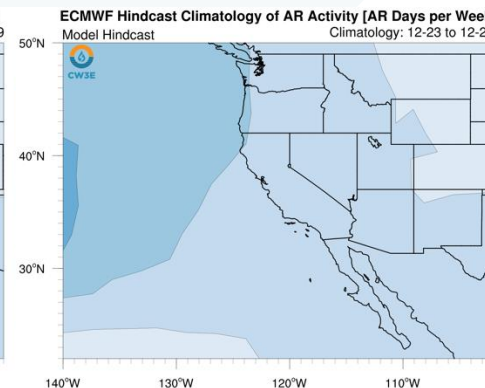 9
ECMWF Hindcast Climatology of AR Activity [AR Days per Wee
Model Hindcast
Climatology: 12-23 to 12-2
50°N
CW3E
40°N
30°N
140°W
130°W
120°W
110°W